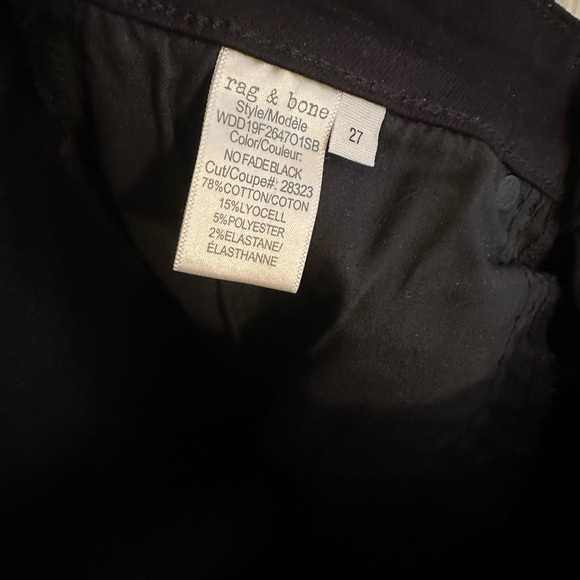 rag & bone
Style/Modèle
WDD19F2647O1SB
Color/Couleur:
NO FADE BLACK
Cut/Coupe#: 28323
78%COTTON/COTON
15%LYOCELL
5%POLYESTER
2%ELASTANE/
ÉLASTHANNE
27